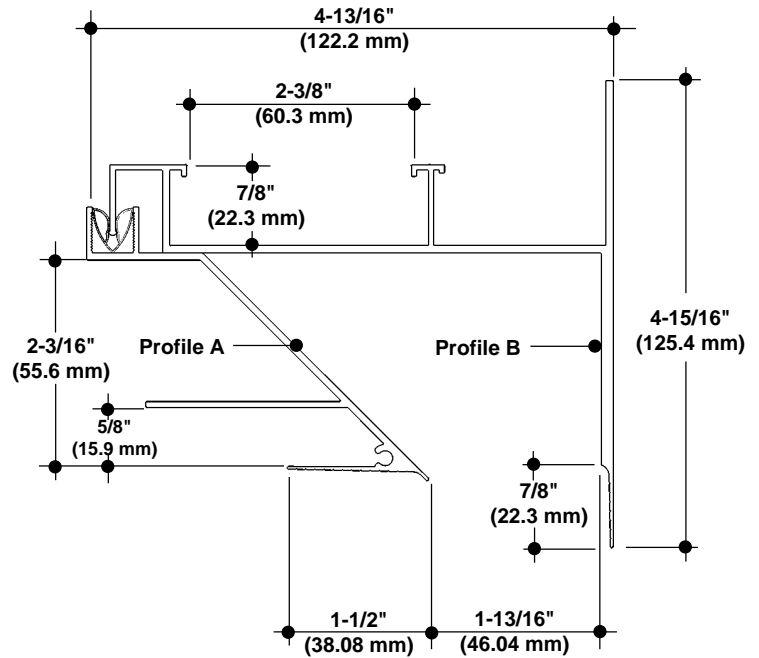 4-13/16"
(122.2 mm)
2-3/8"
(60.3 mm)
7/8"
(22.3 mm)
2-3/16"
(55.6 mm)
Profile A
Profile B
4-15/16"
(125.4 mm)
5/8"
(15.9 mm)
7/8"
(22.3 mm)
1-1/2"
(38.08 mm)
1-13/16"
(46.04 mm)